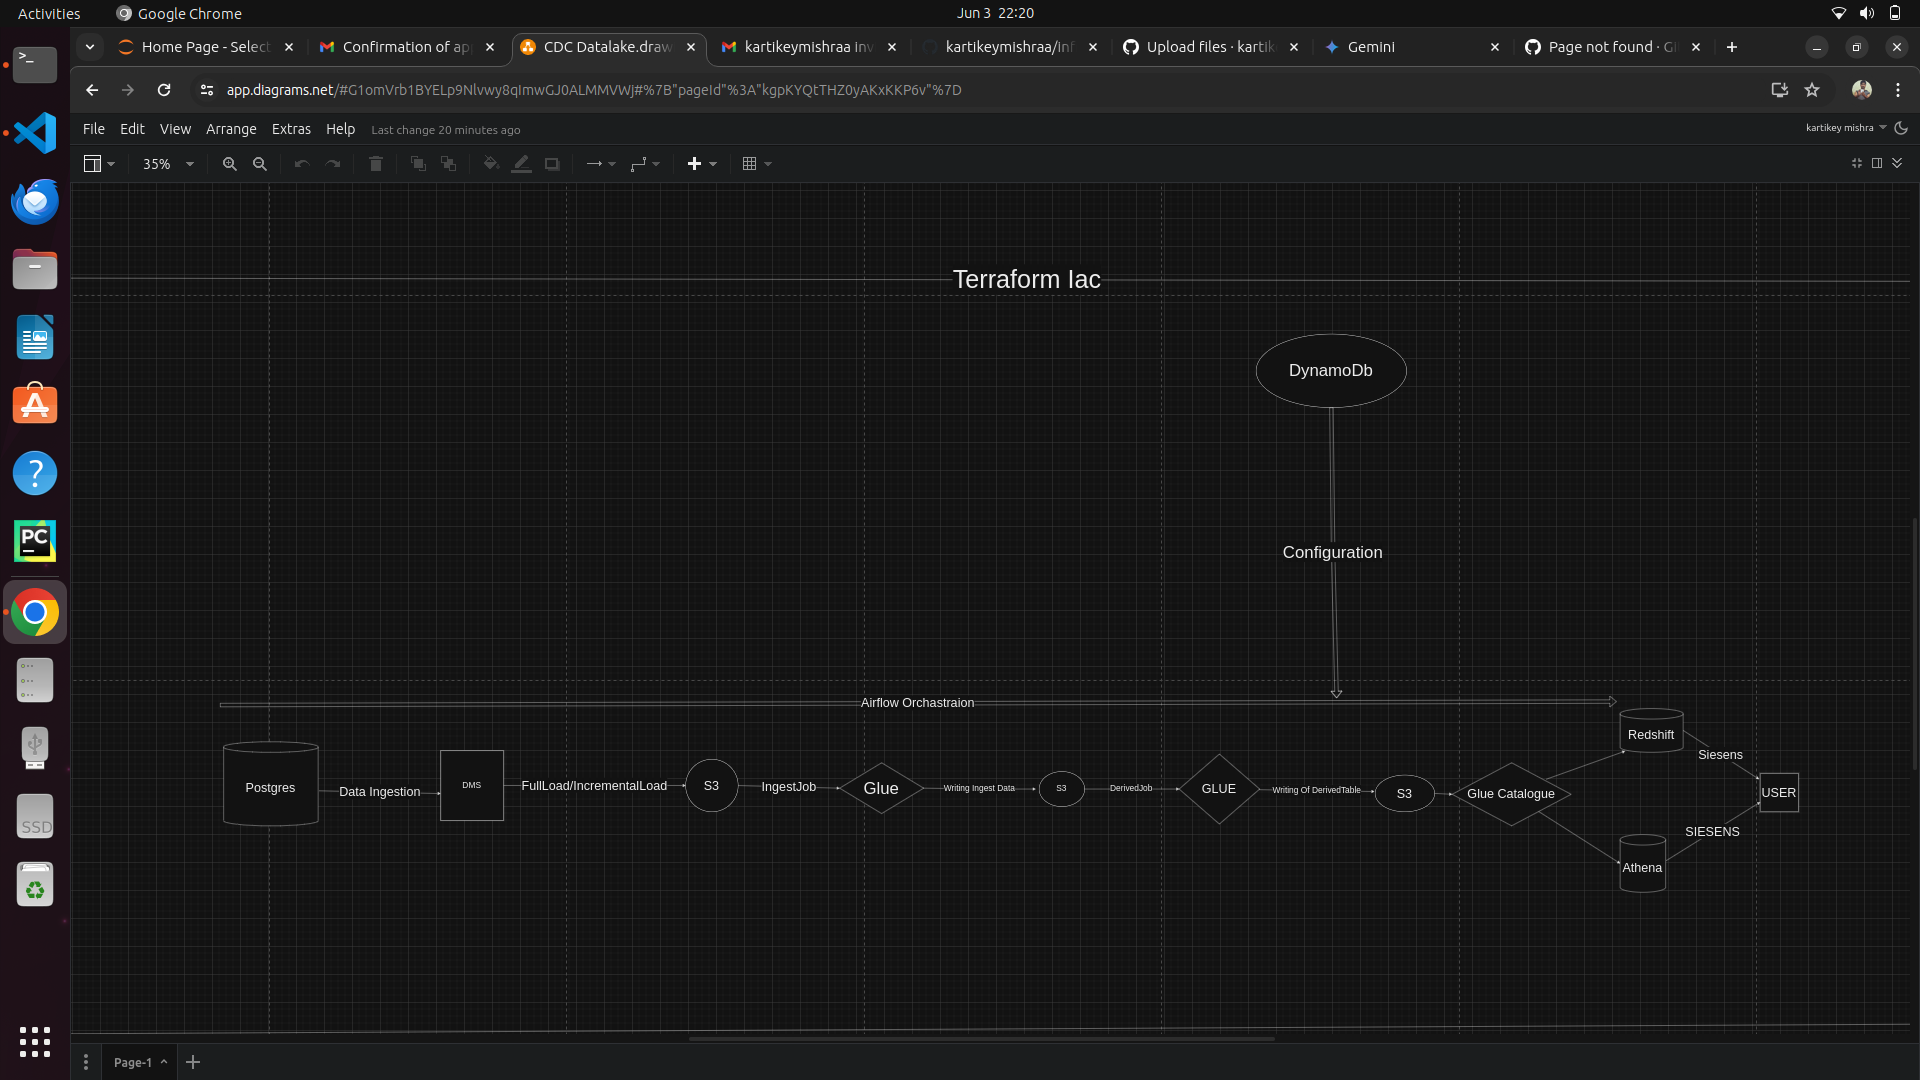 Activities
Google Chrome
Jun 3 22:20
Home Page - Select
Confirmation of app
CDC Datalake.draw
kartikeymishraa Inv
kartikeymishraa/inf
Upload files · kartik
Gemini
Page not found · Gi
app.diagrams.net/#G1omVrb1BYELp9Nlvwy8qImwGJ0ALMMVWj#%7B"pageId"%3A"kgpKYQtTHZ0yAKxKKP6v"%7D
File Edit View Arrange Extras Help Last change 20 minutes ago
kartikey mishra
35%
Terraform Iac
DynamoDb
Configuration
Airflow Orchastraion
Postgres
Data Ingestion
DMS
FullLoad/IncrementalLoad
S3
IngestJob
Glue
Writing Ingest Data
S3
DerivedJob
GLUE
Writing Of DerivedTable
S3
Glue Catalogue
Redshift
Siesens
Athena
SIESENS
USER
>_
?
PC
SSD
Page-1